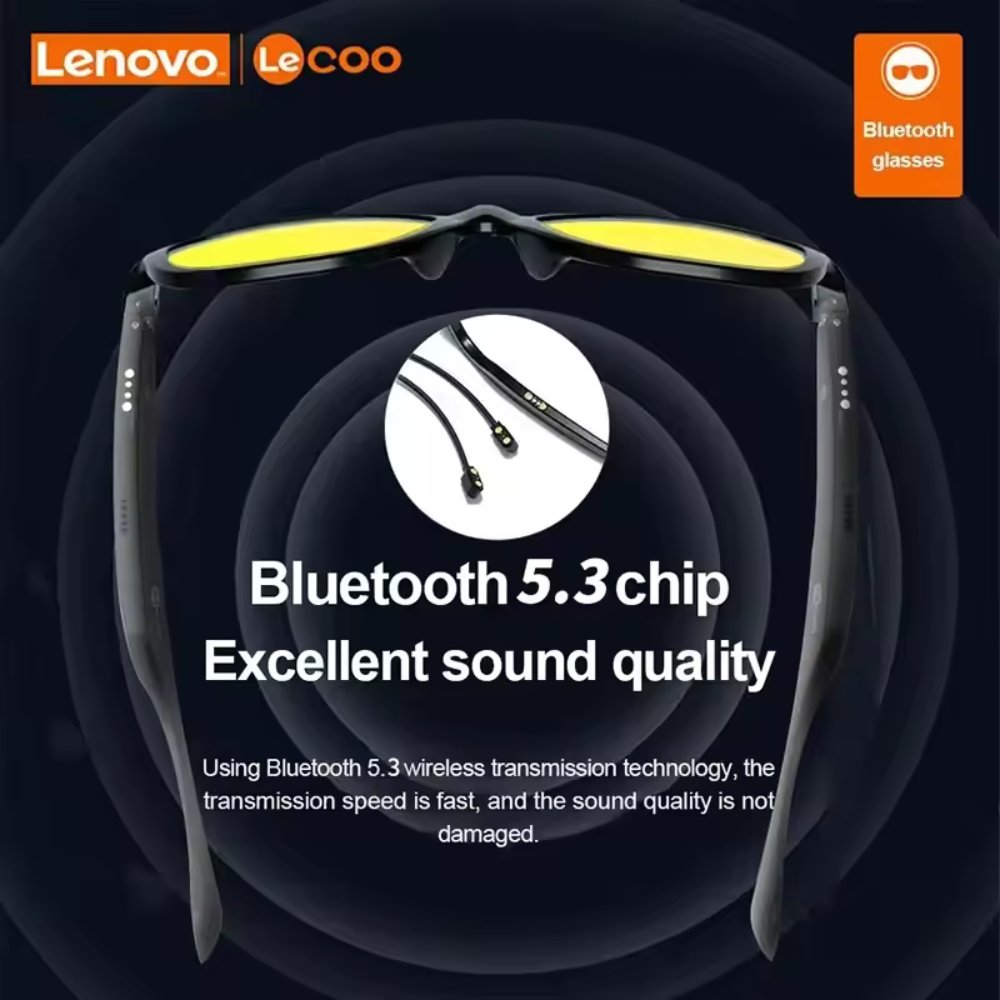 Lenovo
Lecoo
Bluetooth
glasses
Bluetooth 5.3 chip
Excellent sound quality
Using Bluetooth 5.3 wireless transmission technology, the
transmission speed is fast, and the sound quality is not
damaged.